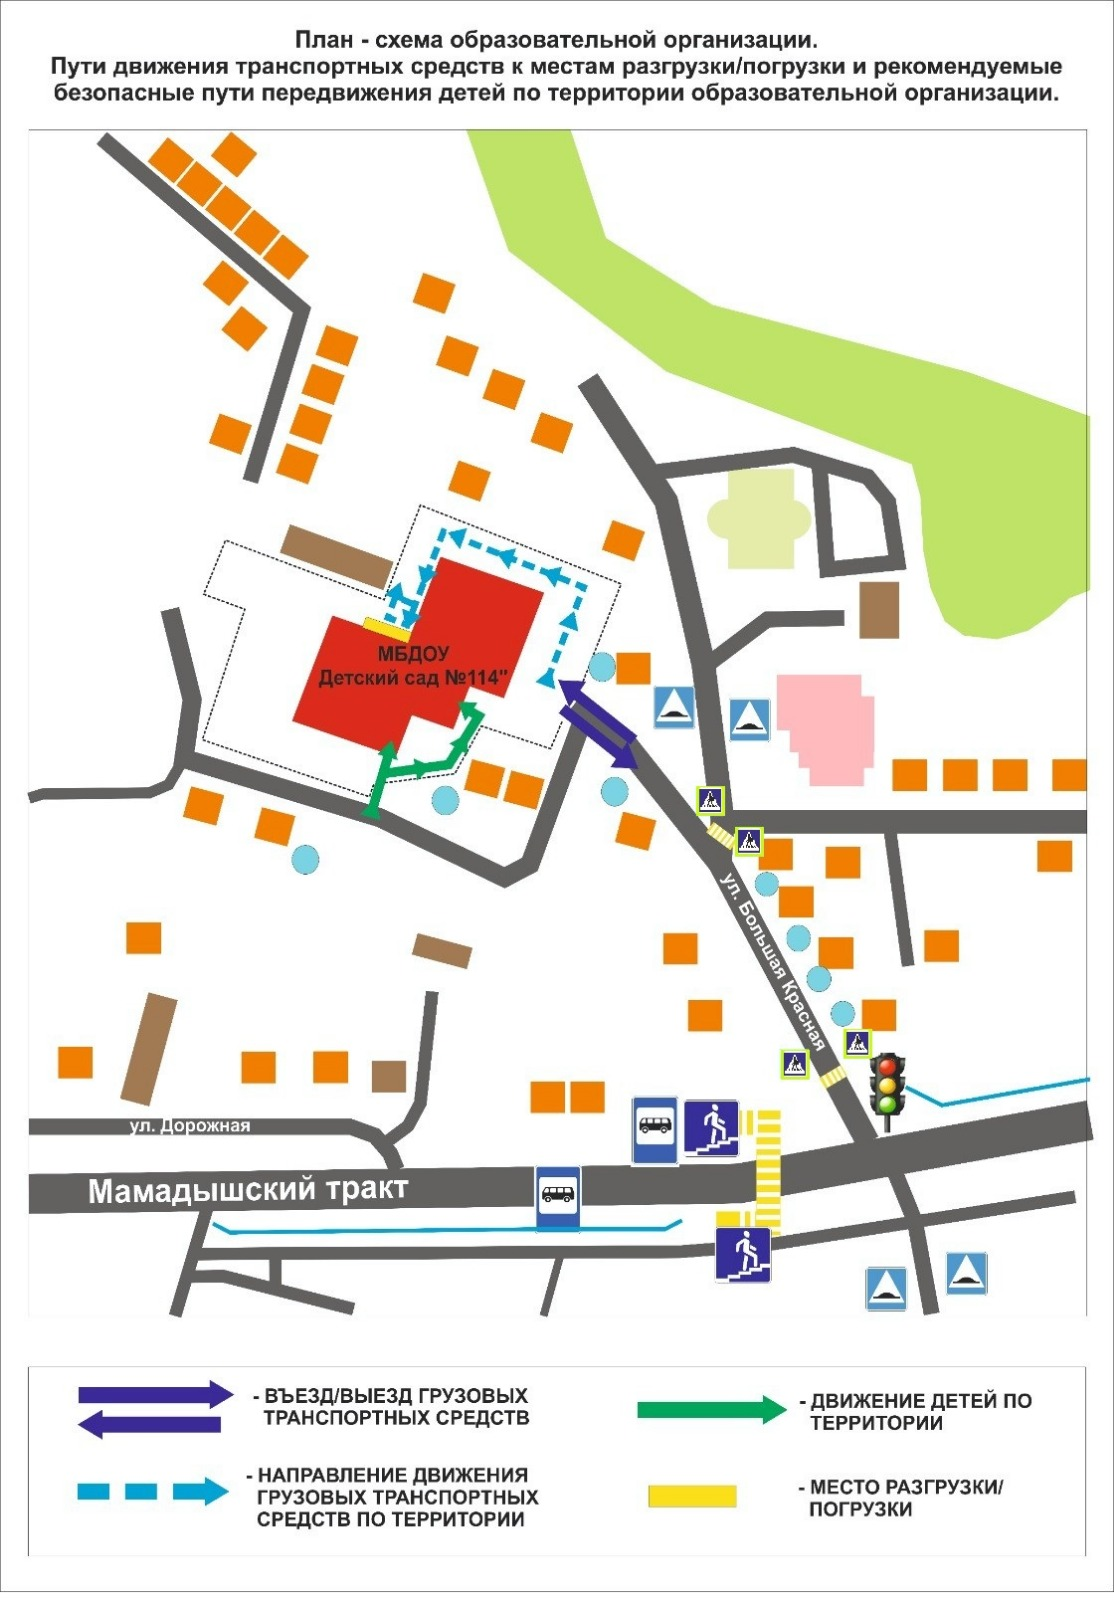 План - схема образовательной организации.
Пути движения транспортных средств к местам разгрузки/погрузки и рекомендуемые
безопасные пути передвижения детей по территории образовательной организации.
МБДОУ
Детский сад №114"
ул. Большая Красная
ул. Дорожная
Мамадышский тракт
- ВЪЕЗД/ВЫЕЗД ГРУЗОВЫХ
ТРАНСПОРТНЫХ СРЕДСТВ
- НАПРАВЛЕНИЕ ДВИЖЕНИЯ
ГРУЗОВЫХ ТРАНСПОРТНЫХ
СРЕДСТВ ПО ТЕРРИТОРИИ
- ДВИЖЕНИЕ ДЕТЕЙ ПО
ТЕРРИТОРИИ
- МЕСТО РАЗГРУЗКИ/
ПОГРУЗКИ